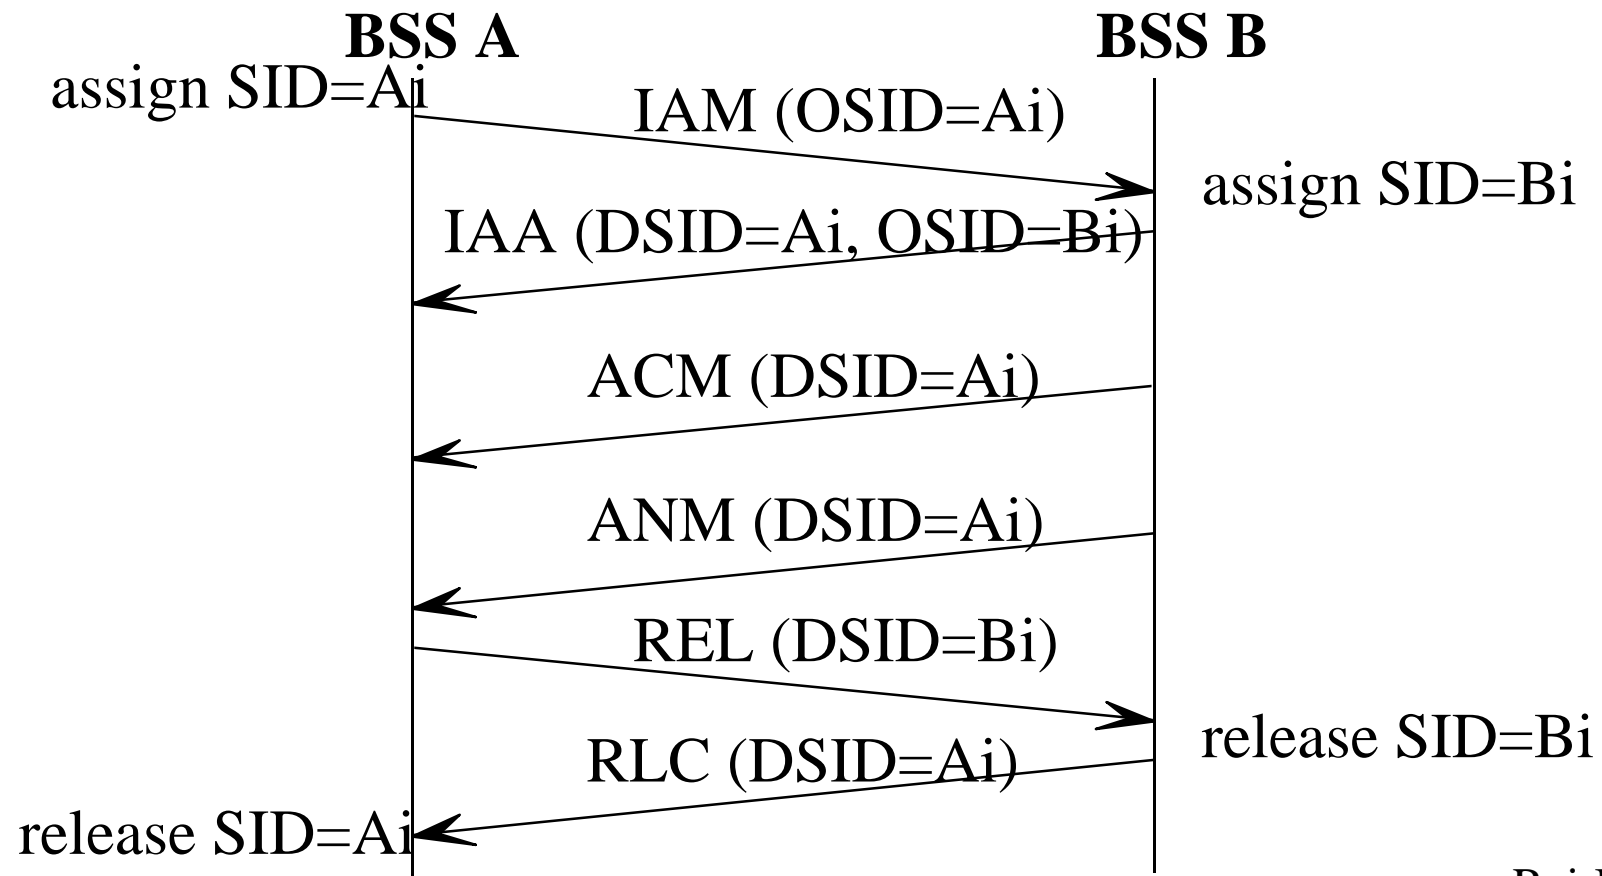 BSS A
BSS B
assign SID=Ai
IAM (OSID=Ai)
assign SID=Bi
IAA (DSID=Ai, OSID=Bi)
ACM (DSID=Ai)
ANM (DSID=Ai)
REL (DSID=Bi)
release SID=Bi
RLC (DSID=Ai)
release SID=Ai